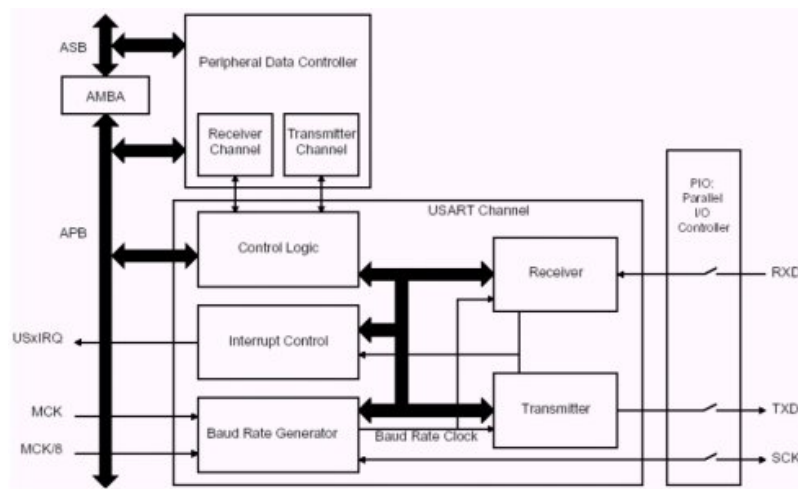 ASB
Peripheral Data Controller
AMBA
Receiver
Channel
Transmitter
Channel
PIO:
Parallel
I/O
Controller
USART Channel
APB
Control Logic
Receiver
RXD
USxIRQ
Interrupt Control
MCK
Baud Rate Generator
Transmitter
TXD
Baud Rate Clock
MCK/8
SCK